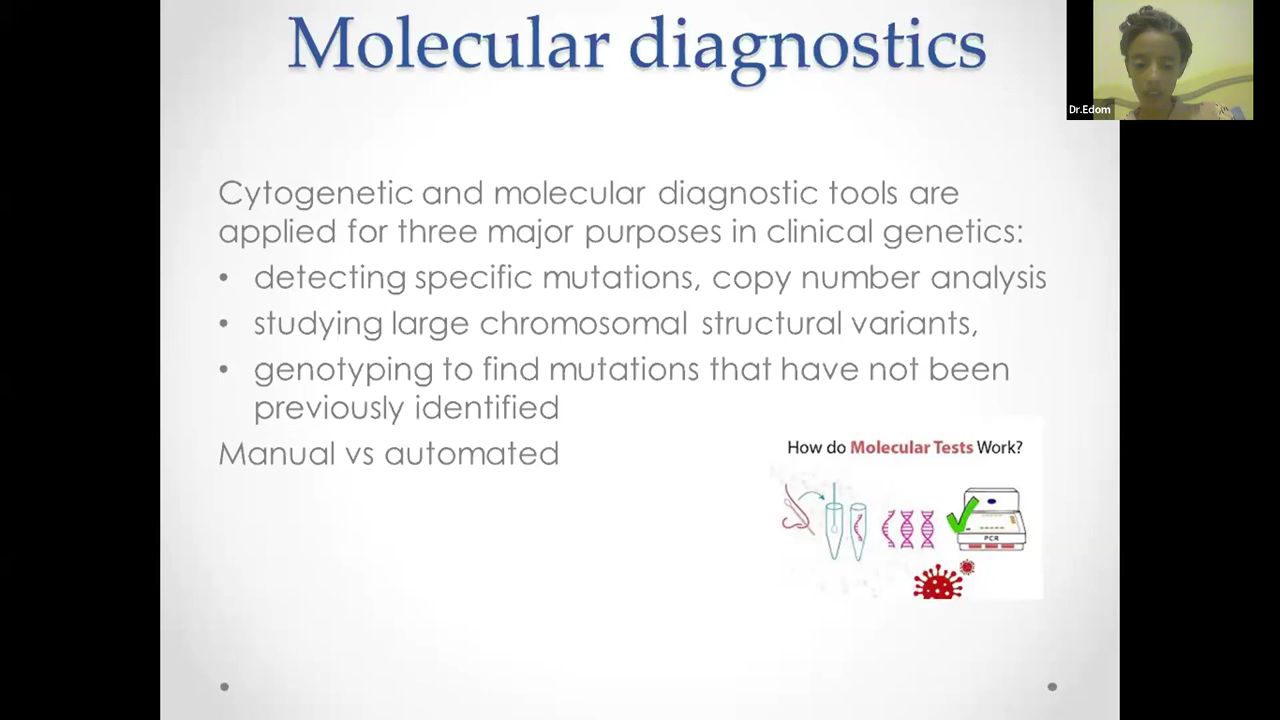 Molecular diagnostics
Dr.Edom
Cytogenetic and molecular diagnostic tools are
applied for three major purposes in clinical genetics:
• detecting specific mutations, copy number analysis
• studying large chromosomal structural variants,
• genotyping to find mutations that have not been
previously identified
Manual vs automated
How do Molecular Tests Work?
PCR